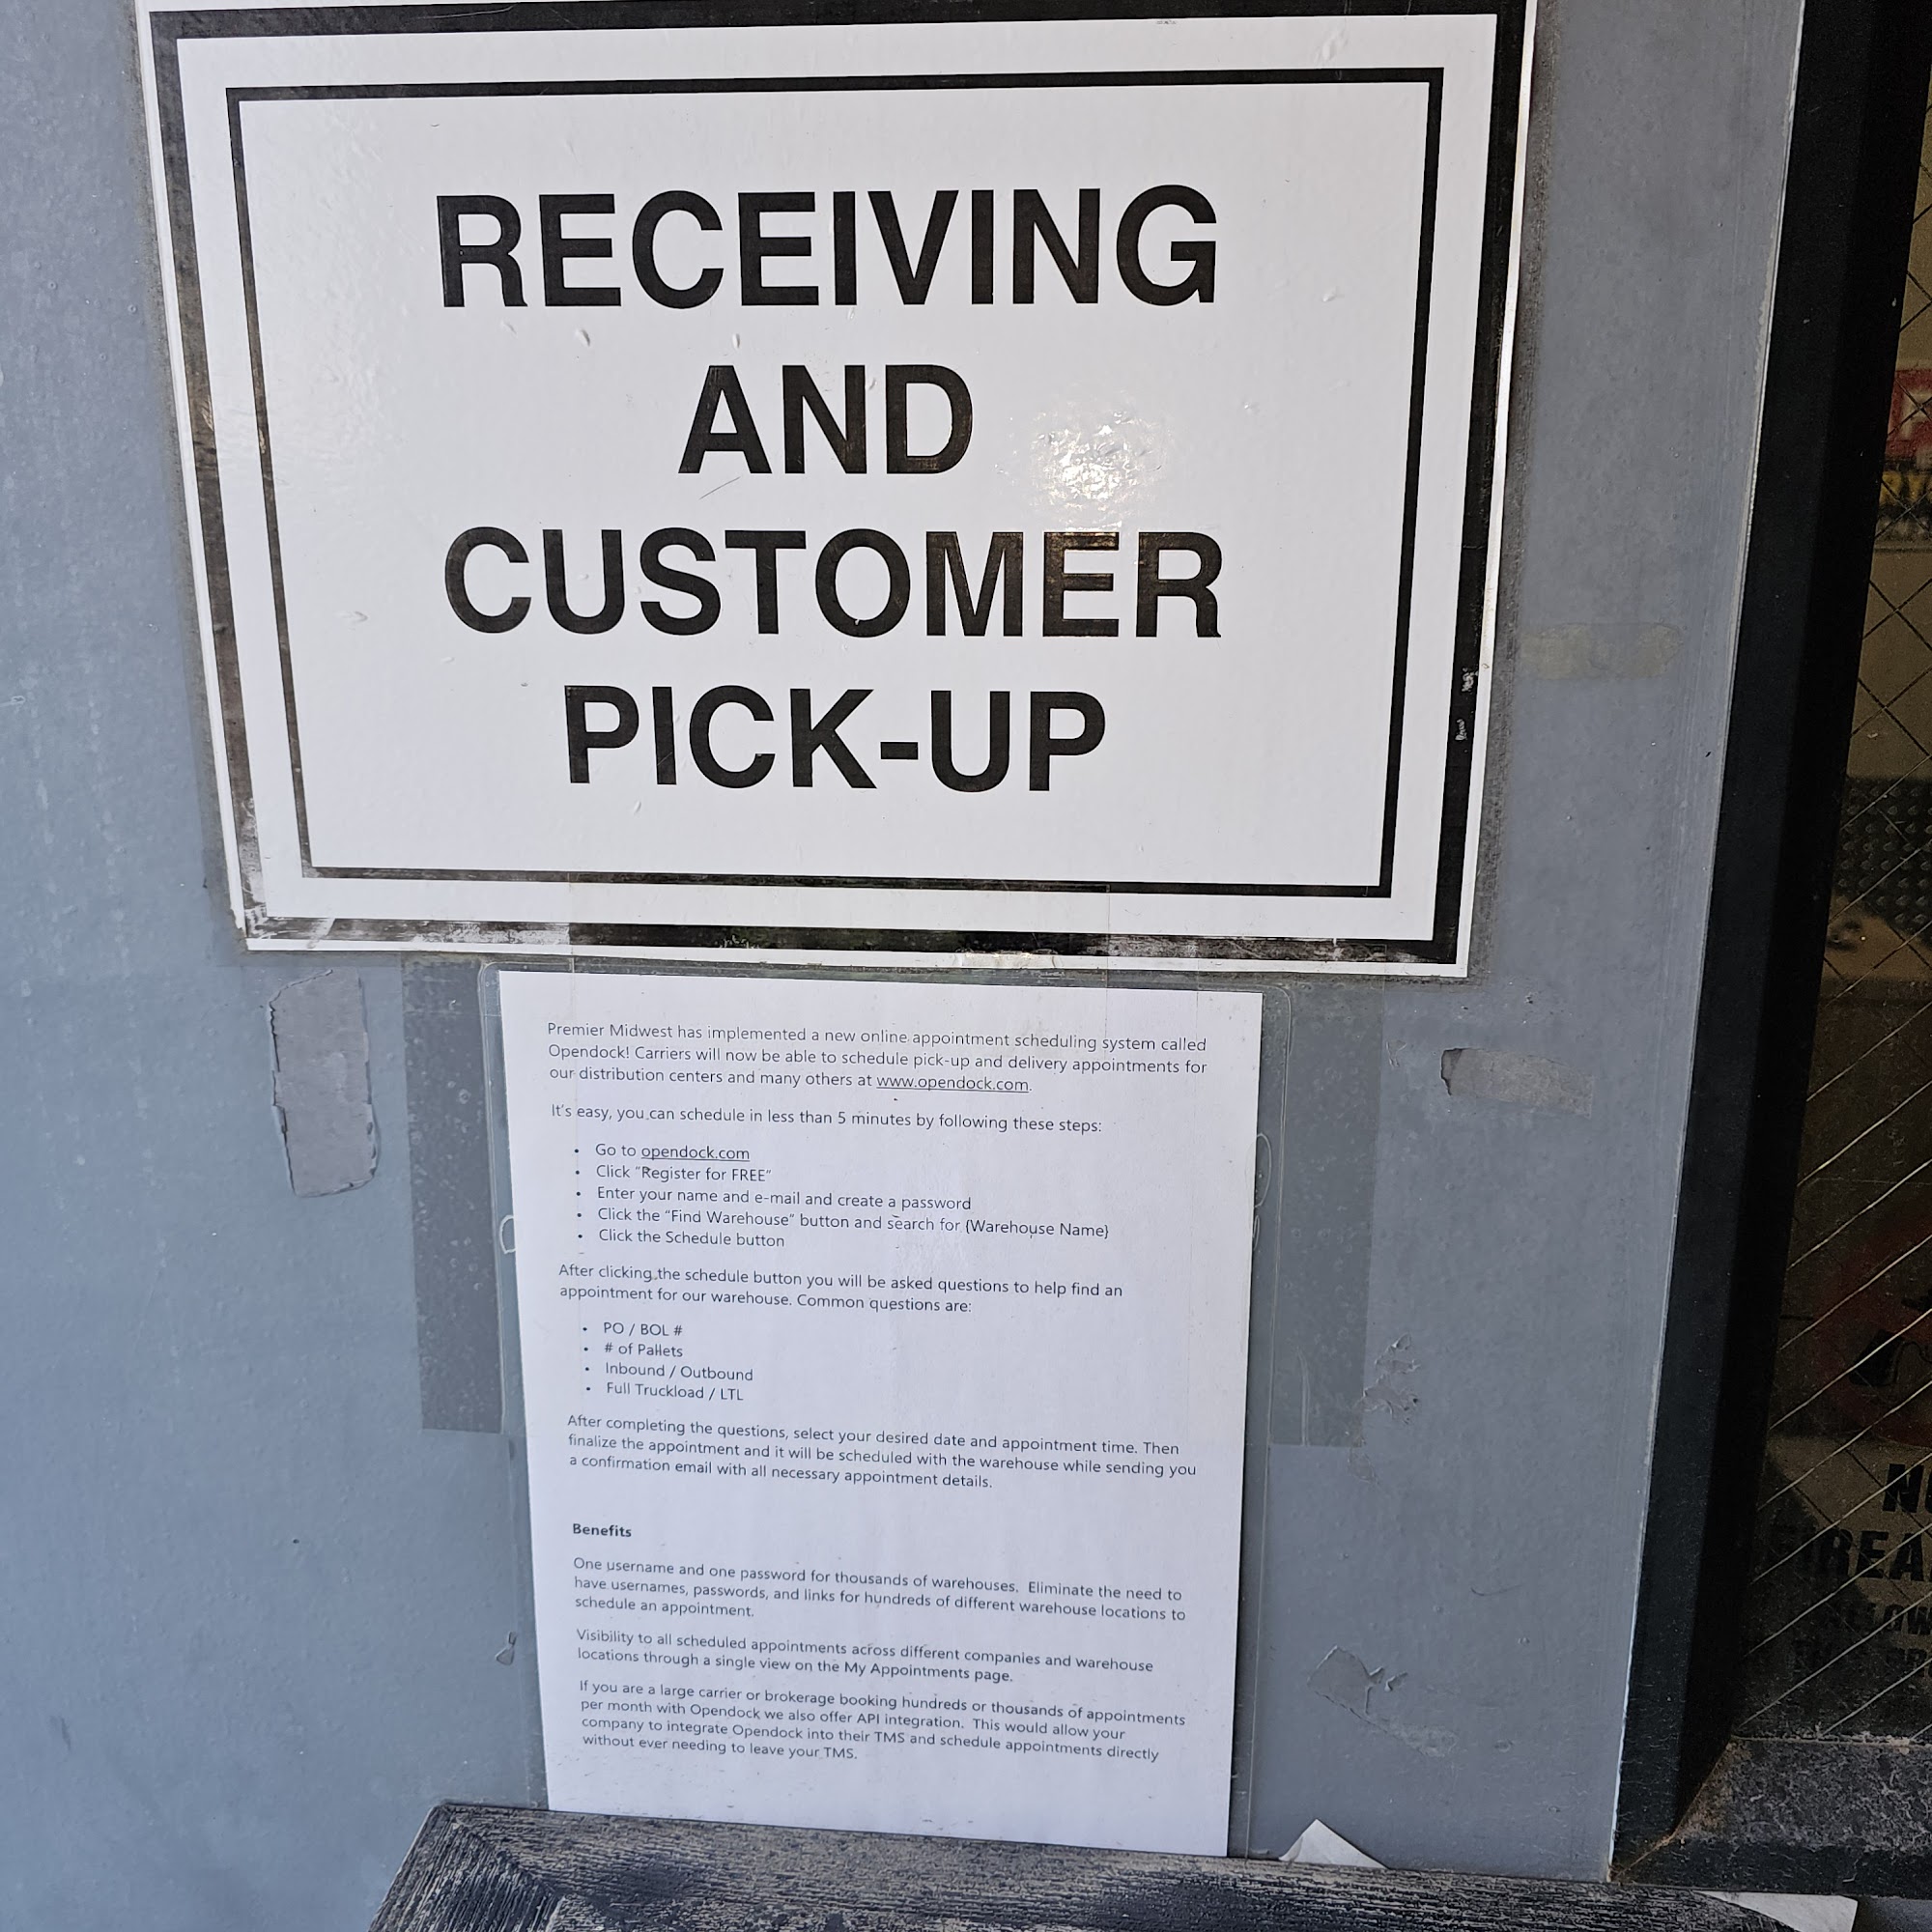 RECEIVING
AND
CUSTOMER
PICK-UP
Premier Midwest has implemented a new online appointment scheduling system called
Opendock! Carriers will now be able to schedule pick-up and delivery appointments for
our distribution centers and many others at www.opendock.com.
It's easy, you can schedule in less than 5 minutes by following these steps:
• Go to opendock.com
• Click "Register for FREE"
• Enter your name and e-mail and create a password
• Click the "Find Warehouse" button and search for {Warehouse Name}
• Click the Schedule button
After clicking the schedule button you will be asked questions to help find an
appointment for our warehouse. Common questions are:
• PO / BOL #
• # of Pallets
• Inbound / Outbound
• Full Truckload / LTL
After completing the questions, select your desired date and appointment time. Then
finalize the appointment and it will be scheduled with the warehouse while sending you
a confirmation email with all necessary appointment details.
Benefits
One username and one password for thousands of warehouses. Eliminate the need to
have usernames, passwords, and links for hundreds of different warehouse locations to
schedule an appointment.
Visibility to all scheduled appointments across different companies and warehouse
locations through a single view on the My Appointments page.
If you are a large carrier or brokerage booking hundreds or thousands of appointments
per month with Opendock we also offer API integration. This would allow your
company to integrate Opendock into their TMS and schedule appointments directly
without ever needing to leave your TMS.